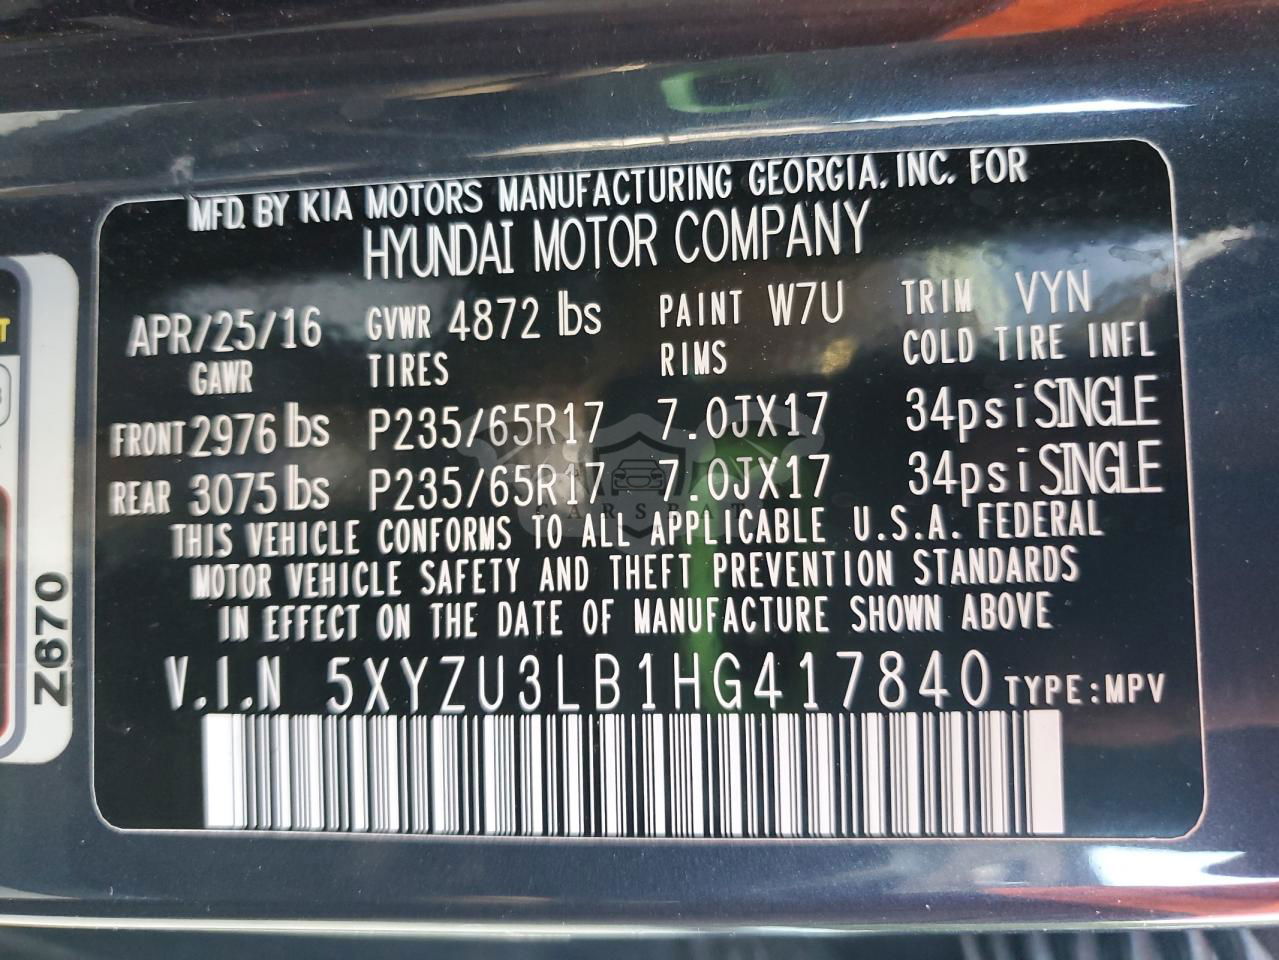 MFD. BY KIA MOTORS MANUFACTURING GEORGIA, INC. FOR
HYUNDAI MOTOR COMPANY
APR/25/16 GVWR 4872 lbs PAINT W7U TRIM VYN
GAWR TIRES RIMS COLD TIRE INFL
FRONT 2976 lbs P235/65R17 7.0JX17 34psi SINGLE
REAR 3075 lbs P235/65R17 7.0JX17 34psi SINGLE
THIS VEHICLE CONFORMS TO ALL APPLICABLE U.S.A. FEDERAL
MOTOR VEHICLE SAFETY AND THEFT PREVENTION STANDARDS
IN EFFECT ON THE DATE OF MANUFACTURE SHOWN ABOVE
V.I.N 5XYZU3LB1HG417840 TYPE:MPV
Z670